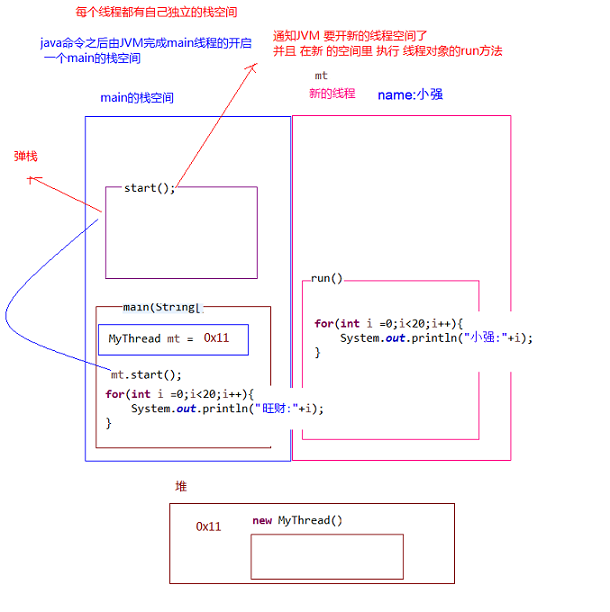 每个线程都有自己独立的栈空间
java命令之后由JVM完成main线程的开启
一个main的栈空间
通知JVM 要开新的线程空间了
并且 在新 的空间里 执行 线程对象的run方法
mt
新的线程 name:小强
main的栈空间
弹栈
start();
main(String[
MyThread mt = 0x11
mt.start();
for(int i =0;i<20;i++){
System.out.println("旺财:"+i);
}
run()
for(int i =0;i<20;i++){
System.out.println("小强:"+i);
}
堆
0x11 new MyThread()